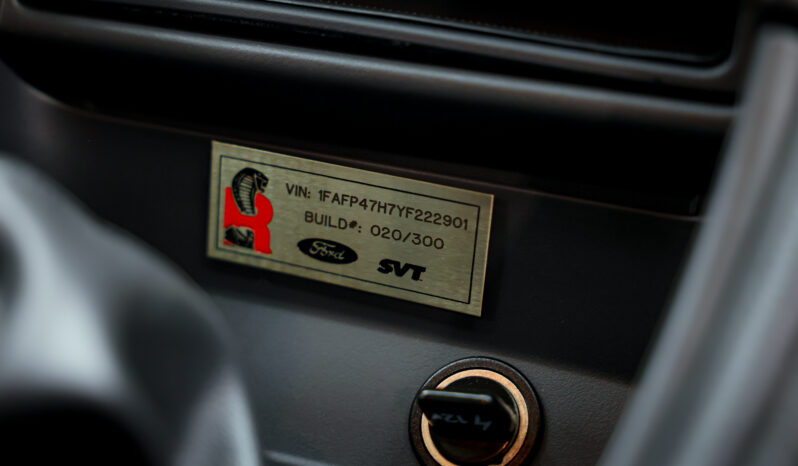 VIN: 1FAFP47H7YF222901
BUILD#: 020/300
R
Ford
SVT